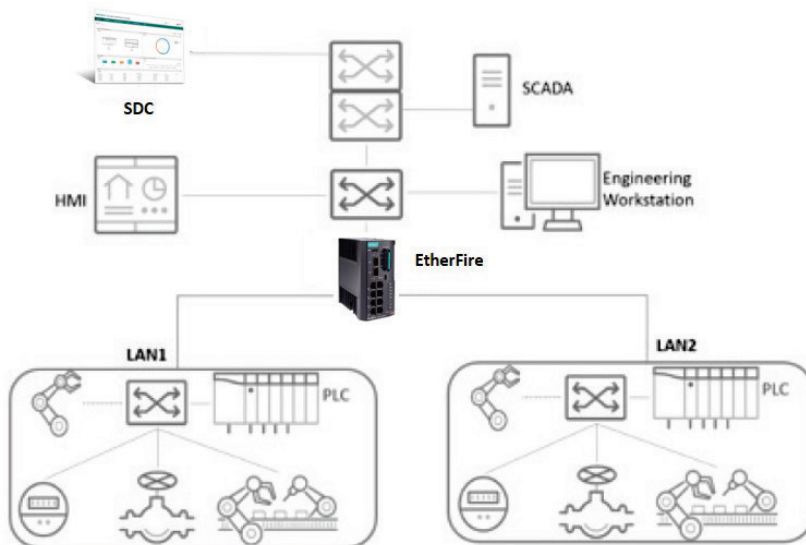 SDC
SCADA
HMI
Engineering
Workstation
EtherFire
LAN1
LAN2
PLC
PLC